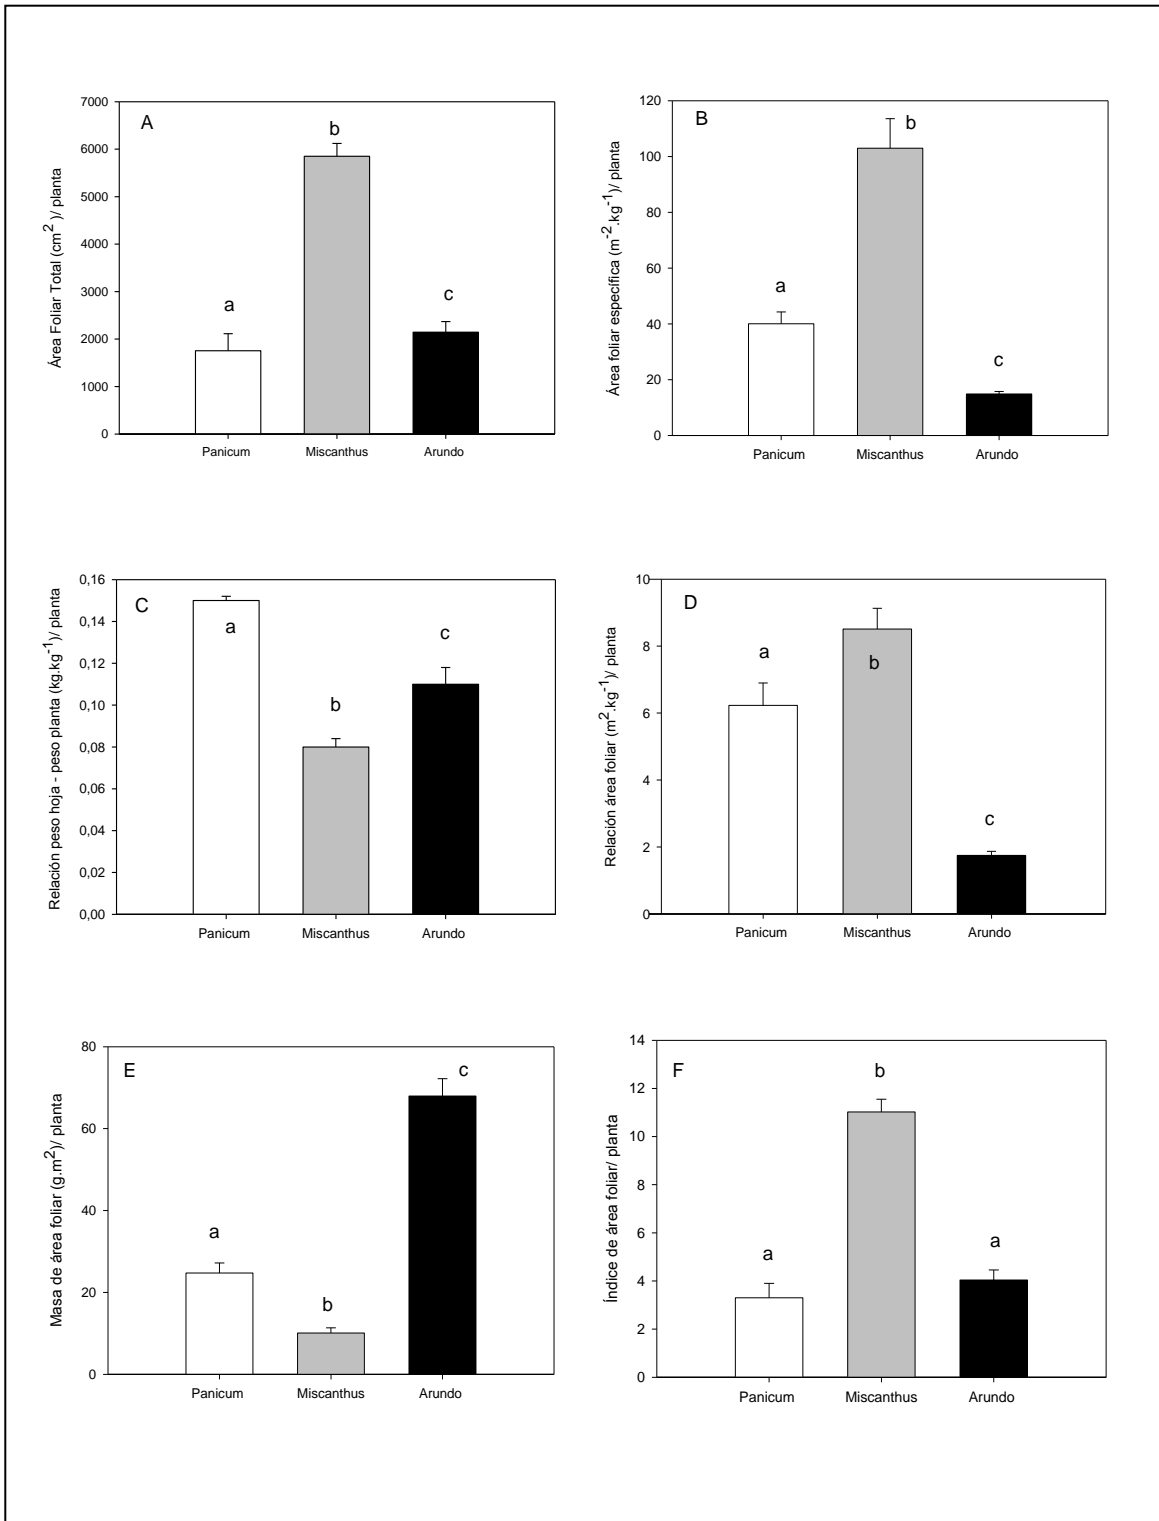 A
Área Foliar Total (cm²)/ planta
7000
6000
5000
4000
3000
2000
1000
0
a
b
c
Panicum Miscanthus Arundo
B
Área foliar específica (m⁻².kg⁻¹)/ planta
120
100
80
60
40
20
0
a
b
c
Panicum Miscanthus Arundo
C
Relación peso hoja - peso planta (kg.kg⁻¹)/ planta
0,16
0,14
0,12
0,10
0,08
0,06
0,04
0,02
0,00
a
b
c
Panicum Miscanthus Arundo
D
Relación área foliar (m².kg⁻¹)/ planta
10
8
6
4
2
0
a
b
c
Panicum Miscanthus Arundo
E
Masa de área foliar (g.m²)/ planta
80
60
40
20
0
a
b
c
Panicum Miscanthus Arundo
F
Índice de área foliar/ planta
14
12
10
8
6
4
2
0
a
b
a
Panicum Miscanthus Arundo